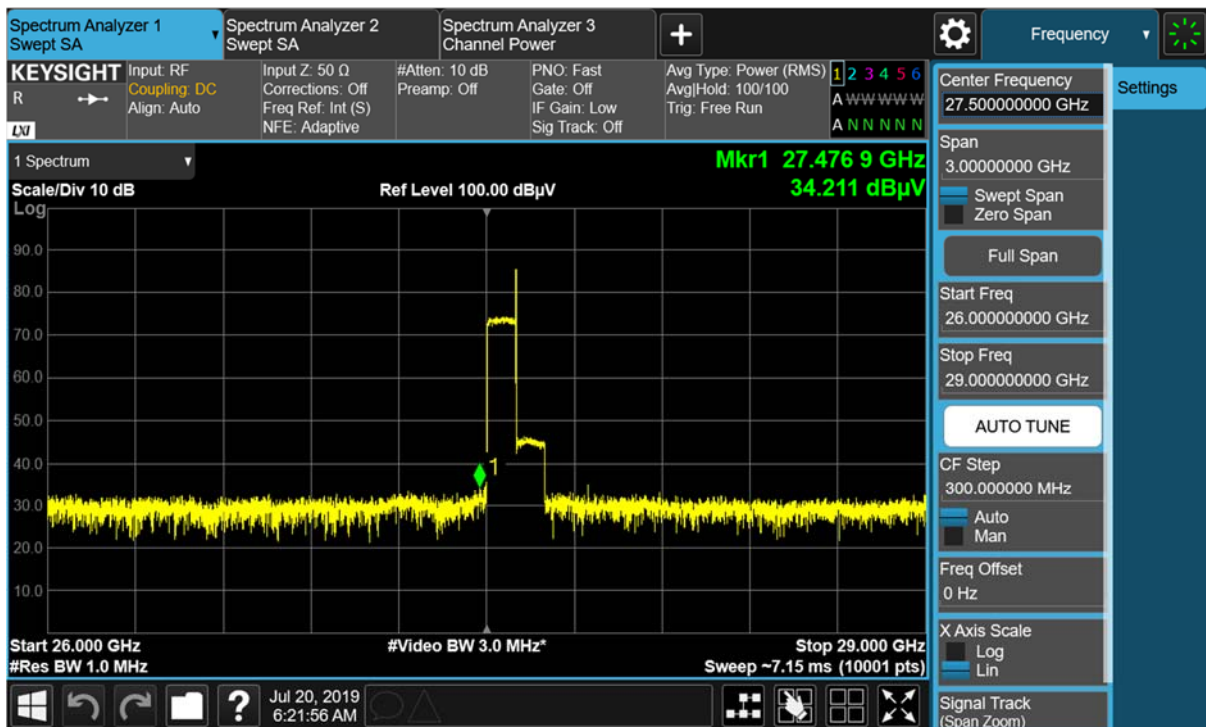 Spectrum Analyzer 1
Swept SA
Spectrum Analyzer 2
Swept SA
Spectrum Analyzer 3
Channel Power
+
Frequency
KEYSIGHT
R
LXI
Input: RF
Coupling: DC
Align: Auto
Input Z: 50 Ω
Corrections: Off
Freq Ref: Int (S)
NFE: Adaptive
#Atten: 10 dB
Preamp: Off
PNO: Fast
Gate: Off
IF Gain: Low
Sig Track: Off
Avg Type: Power (RMS)
Avg|Hold: 100/100
Trig: Free Run
1 2 3 4 5 6
A W W W W W
A N N N N N
1 Spectrum
Scale/Div 10 dB
Ref Level 100.00 dBµV
Mkr1 27.476 9 GHz
34.211 dBµV
Log
90.0
80.0
70.0
60.0
50.0
40.0
30.0
20.0
10.0
1
Start 26.000 GHz
#Res BW 1.0 MHz
#Video BW 3.0 MHz*
Stop 29.000 GHz
Sweep ~7.15 ms (10001 pts)
Center Frequency
27.500000000 GHz
Settings
Span
3.00000000 GHz
Swept Span
Zero Span
Full Span
Start Freq
26.000000000 GHz
Stop Freq
29.000000000 GHz
AUTO TUNE
CF Step
300.000000 MHz
Auto
Man
Freq Offset
0 Hz
X Axis Scale
Log
Lin
Signal Track
(Span Zoom)
?
Jul 20, 2019
6:21:56 AM